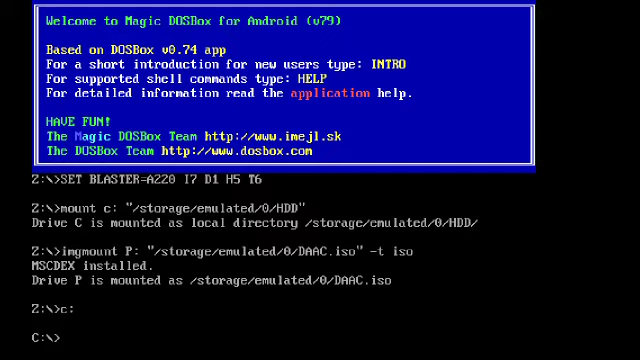 Welcome to Magic DOSBox for Android (v79)
Based on DOSBox v0.74 app
For a short introduction for new users type: INTRO
For supported shell commands type: HELP
For detailed information read the application help.
HAVE FUN!
The Magic DOSBox Team http://www.imejl.sk
The DOSBox Team http://www.dosbox.com
Z:\>SET BLASTER=A220 I7 D1 H5 T6
Z:\>mount c: "/storage/emulated/0/HDD"
Drive C is mounted as local directory /storage/emulated/0/HDD/
Z:\>imgmount P: "/storage/emulated/0/DAAC.iso" -t iso
MSCDEX installed.
Drive P is mounted as /storage/emulated/0/DAAC.iso
Z:\>c:
C:\>